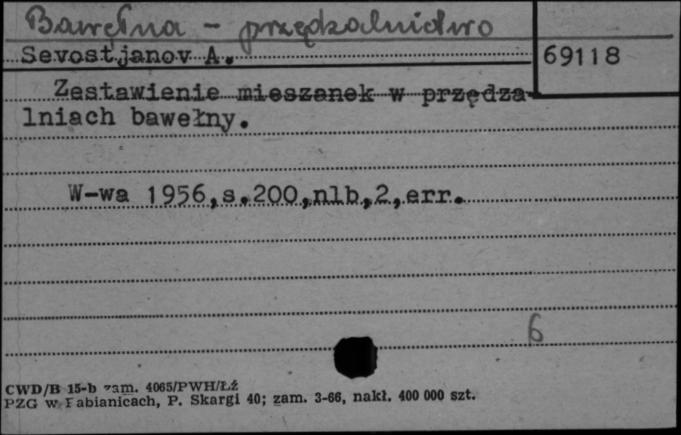 Bawełna - przędzalnictwo
Sevostjanov A.
69118
Zestawienie mieszanek w przędza-
lniach bawełny.
W-wa 1956,s.200,nlb,2,err.
6
CWD/B 15-b zam. 4065/PWH/Łź
PZG w Pabianicach, P. Skargi 40; zam. 3-66, nakł. 400 000 szt.